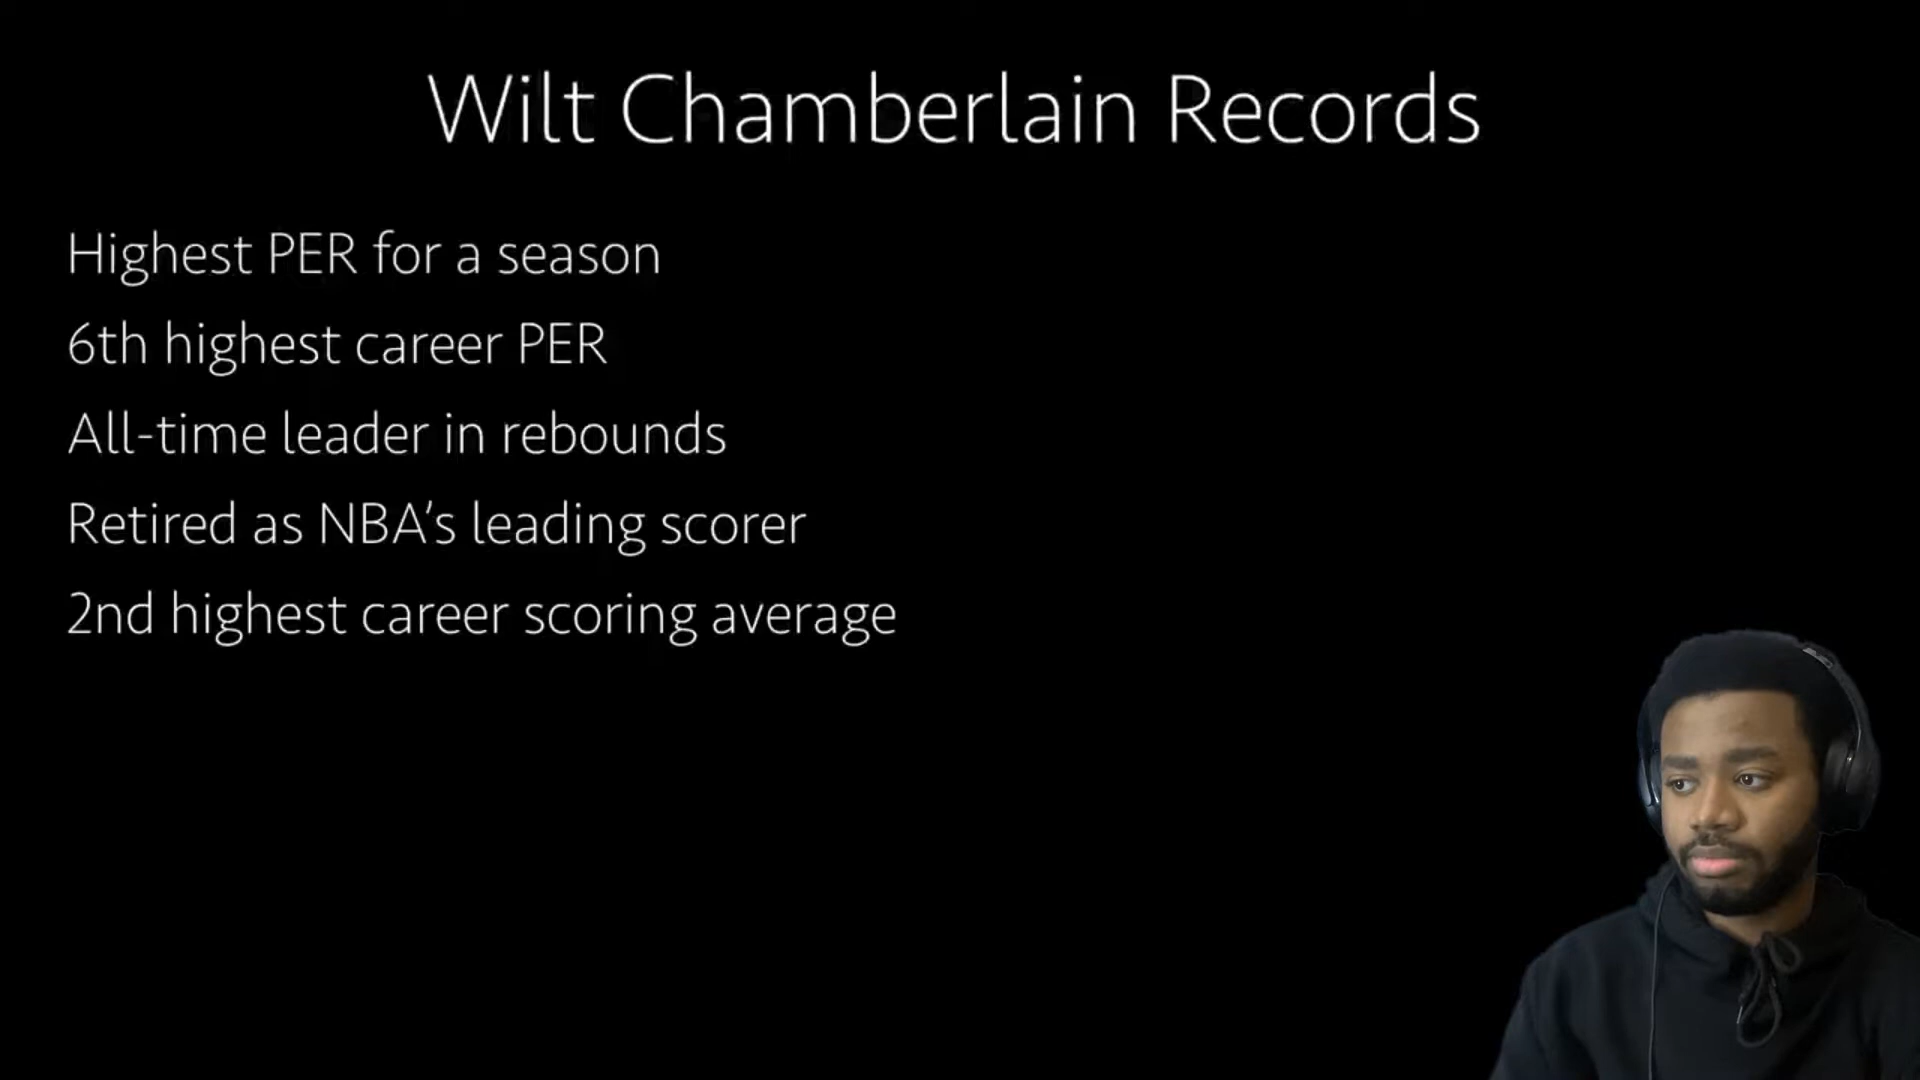 Wilt Chamberlain Records
Highest PER for a season
6th highest career PER
All-time leader in rebounds
Retired as NBA's leading scorer
2nd highest career scoring average